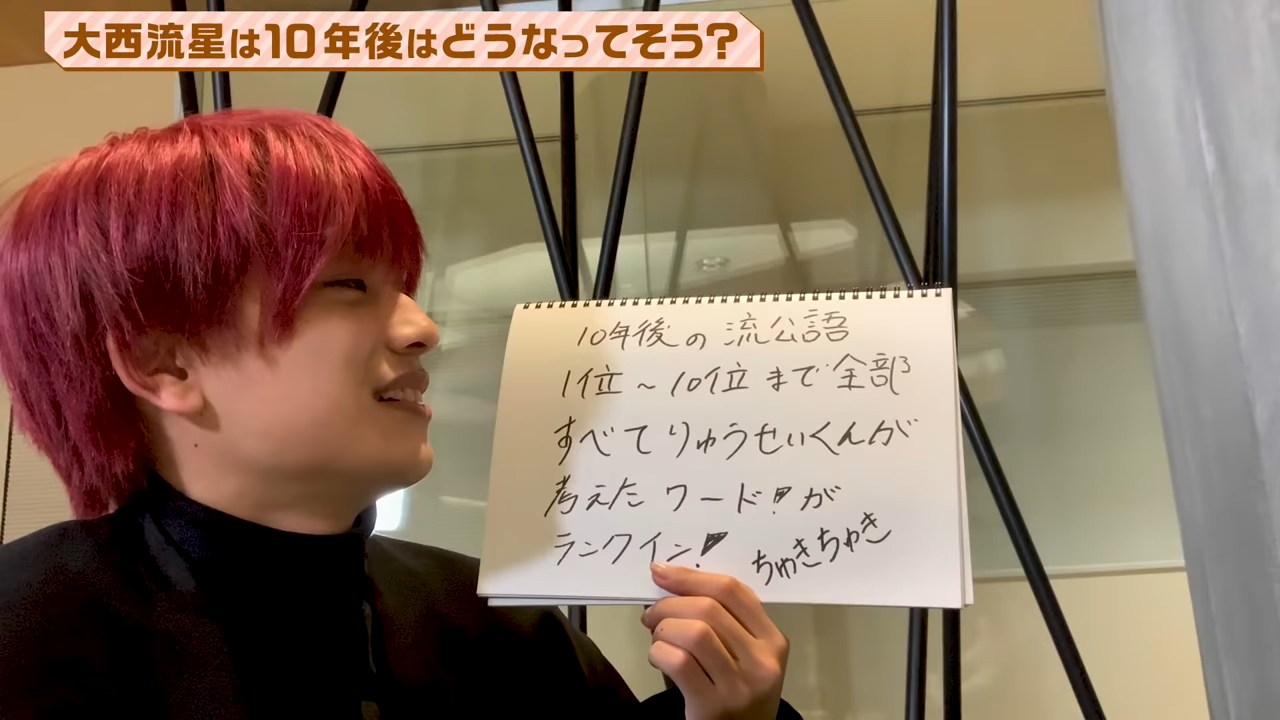 大西流星は10年後はどうなってそう?
10年後の流公語
1位~10位まで全部
すべてりゅうせいくんが
考えたワード!が
ランクイン!
ちゅきちゅき